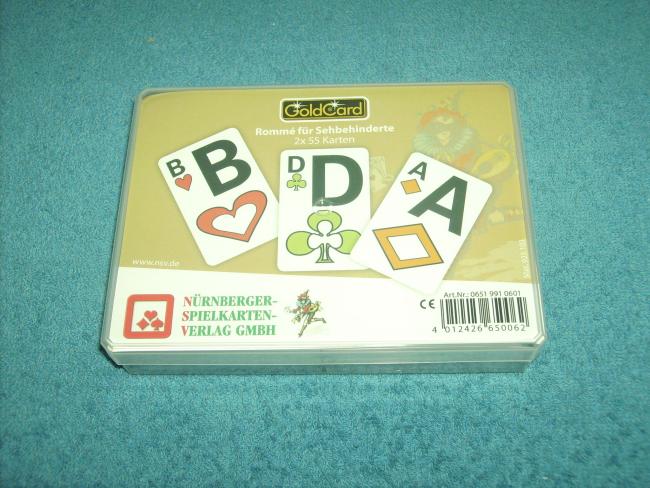 GoldCard
Rommé für Sehbehinderte
2x 55 Karten
B
B
D
D
A
A
www.nsv.de
NÜRNBERGER-
SPIELKARTEN-
VERLAG GMBH
CE
Art.Nr.: 0651 991 0601
4 012426 650062